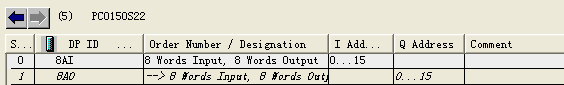 (5) PCO150S22
S... DP ID ... Order Number / Designation I Add... Q Address Comment
0 8AI 8 Words Input, 8 Words Output 0...15
1 8AO --> 8 Words Input, 8 Words Outp 0...15